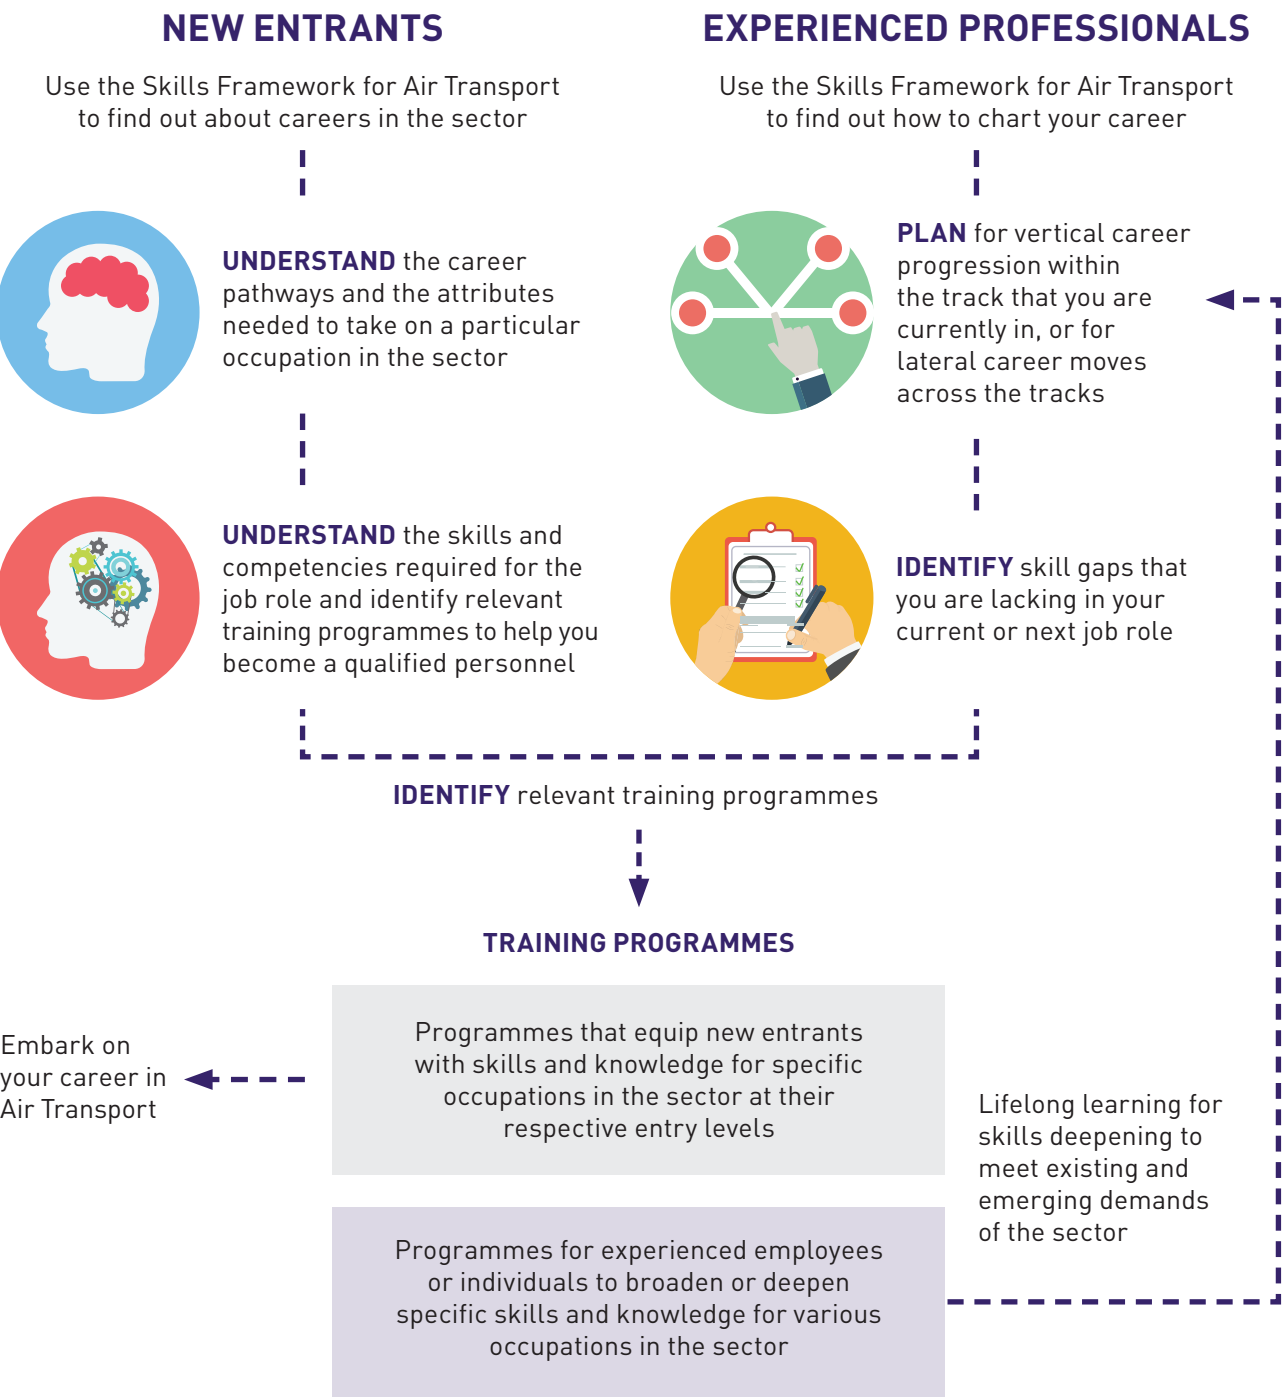 NEW ENTRANTS
Use the Skills Framework for Air Transport
to find out about careers in the sector
UNDERSTAND the career
pathways and the attributes
needed to take on a particular
occupation in the sector
UNDERSTAND the skills and
competencies required for the
job role and identify relevant
training programmes to help you
become a qualified personnel
EXPERIENCED PROFESSIONALS
Use the Skills Framework for Air Transport
to find out how to chart your career
PLAN for vertical career
progression within
the track that you are
currently in, or for
lateral career moves
across the tracks
IDENTIFY skill gaps that
you are lacking in your
current or next job role
IDENTIFY relevant training programmes
TRAINING PROGRAMMES
Programmes that equip new entrants
with skills and knowledge for specific
occupations in the sector at their
respective entry levels
Embark on
your career in
Air Transport
Programmes for experienced employees
or individuals to broaden or deepen
specific skills and knowledge for various
occupations in the sector
Lifelong learning for
skills deepening to
meet existing and
emerging demands
of the sector